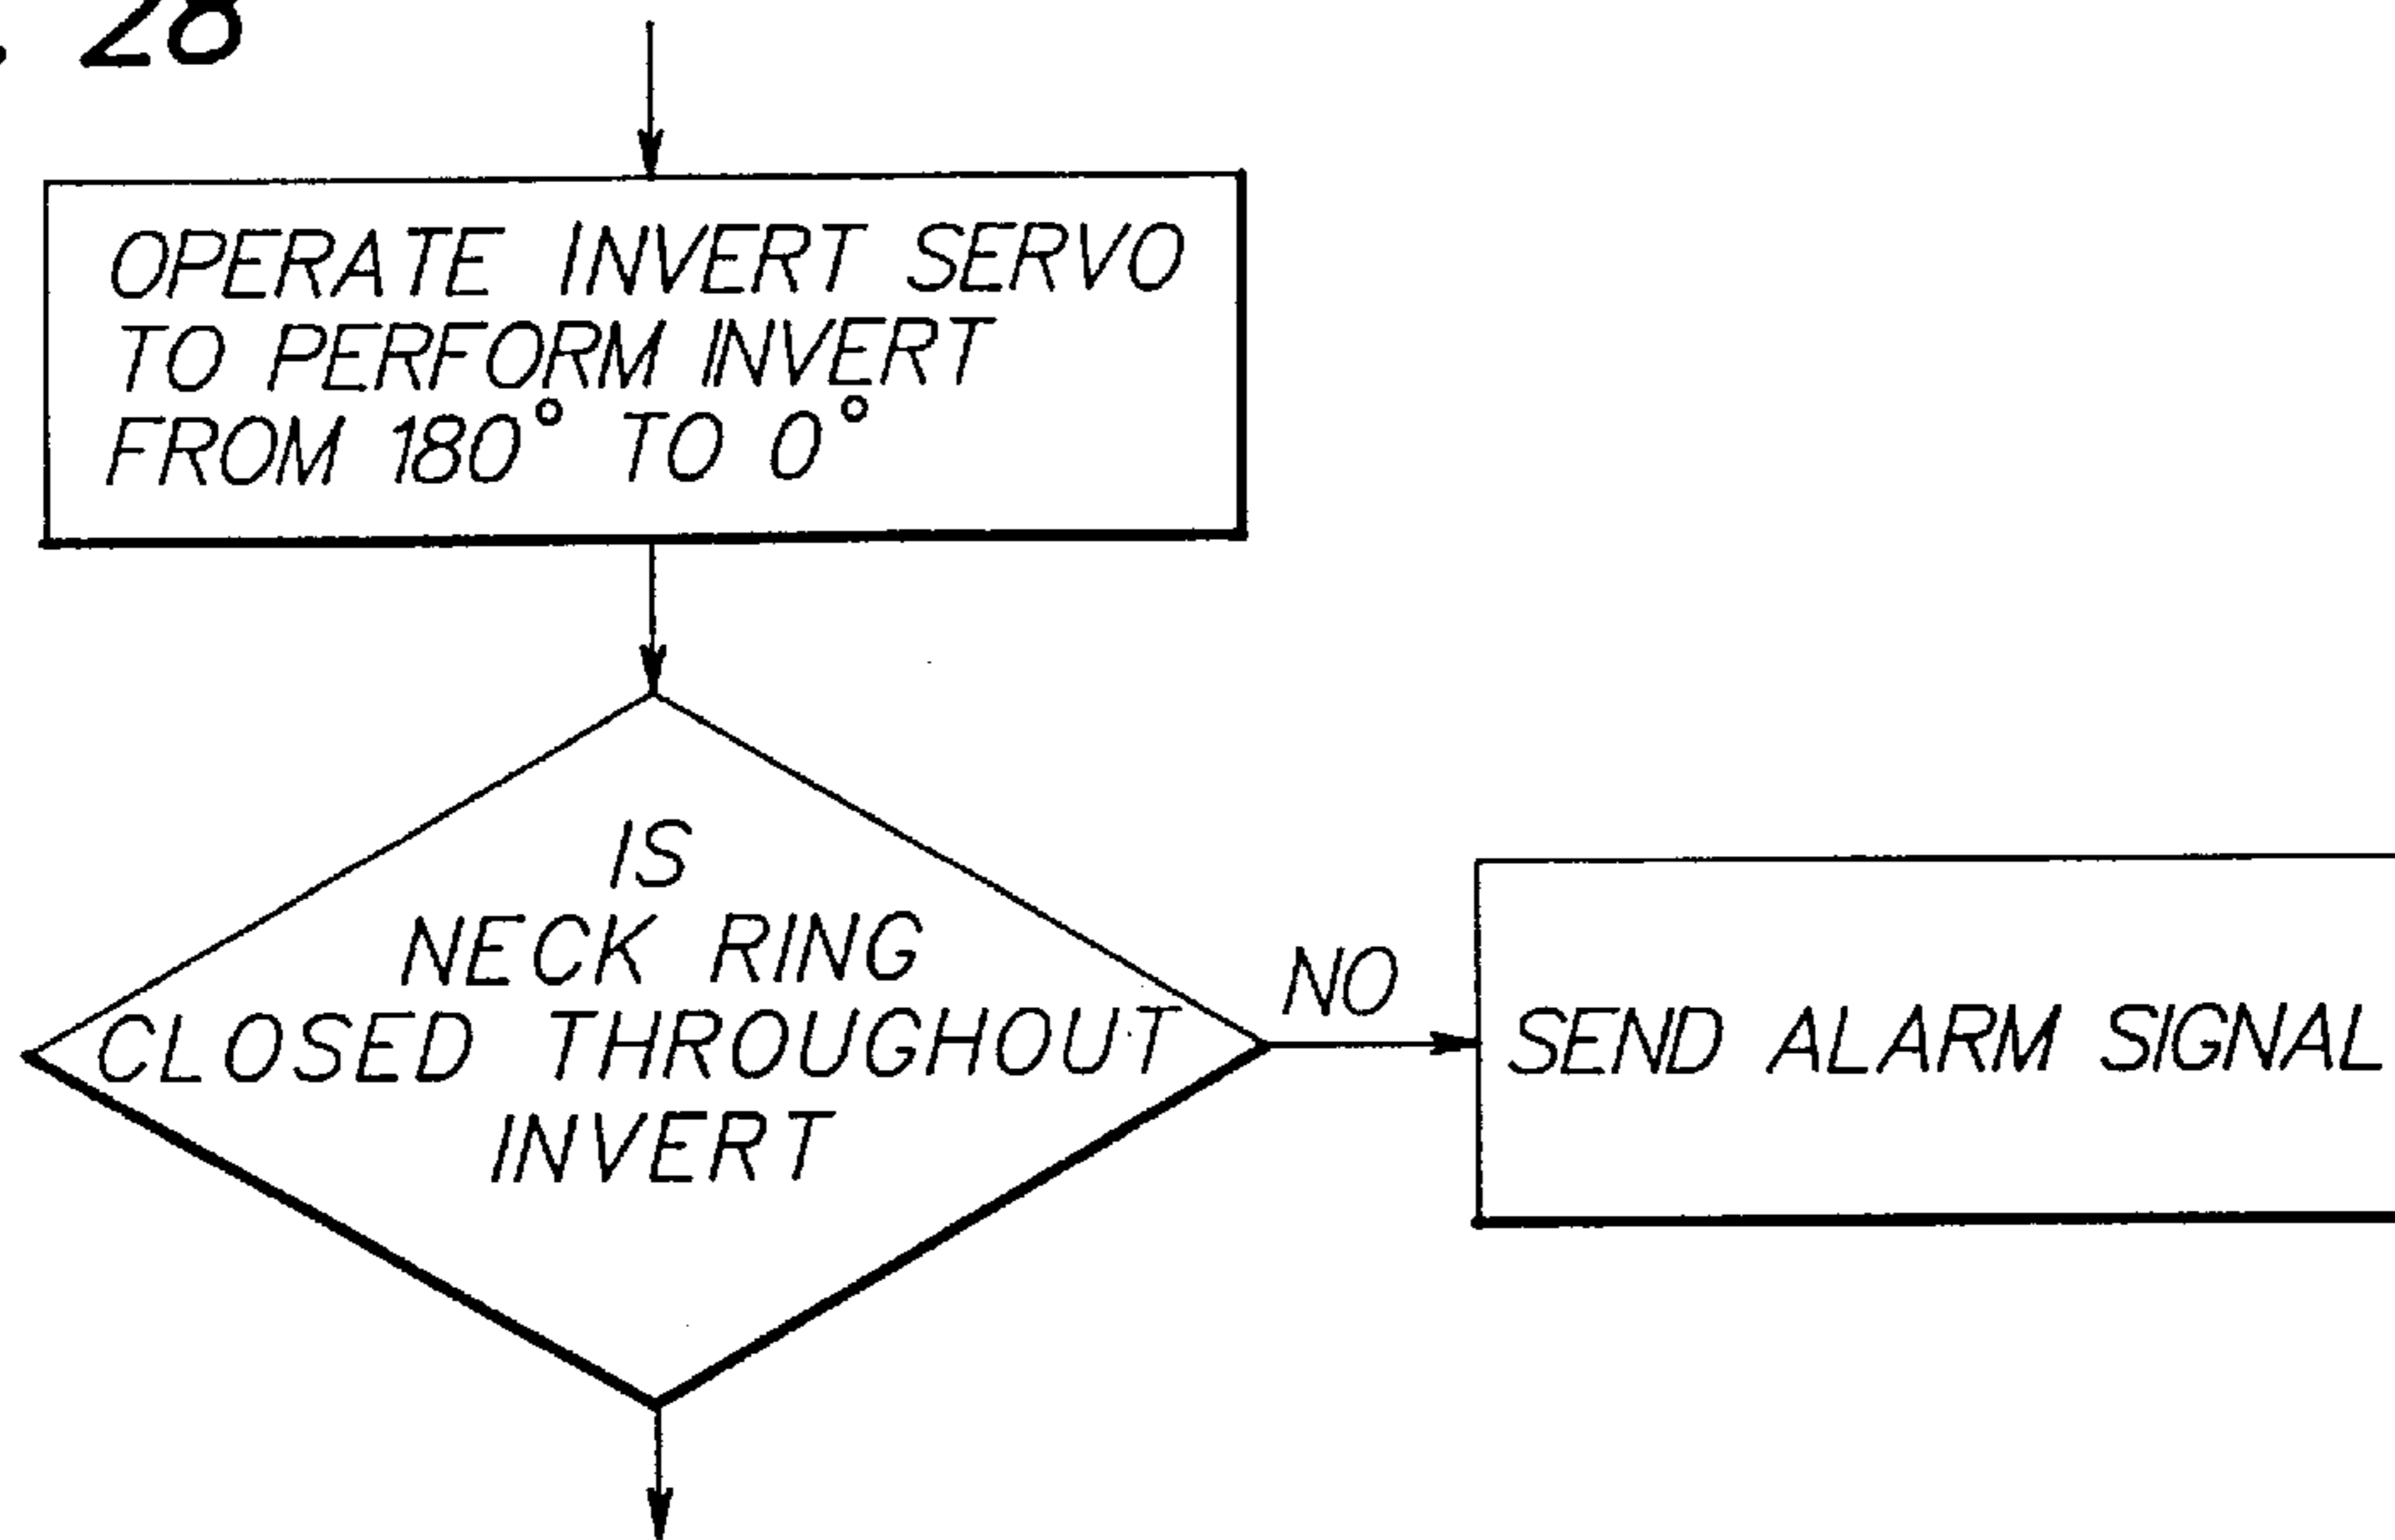 . 28
OPERATE INVERT SERVO
TO PERFORM INVERT
FROM 180° TO 0°
IS
NECK RING
CLOSED THROUGHOUT
INVERT
NO
SEND ALARM SIGNAL